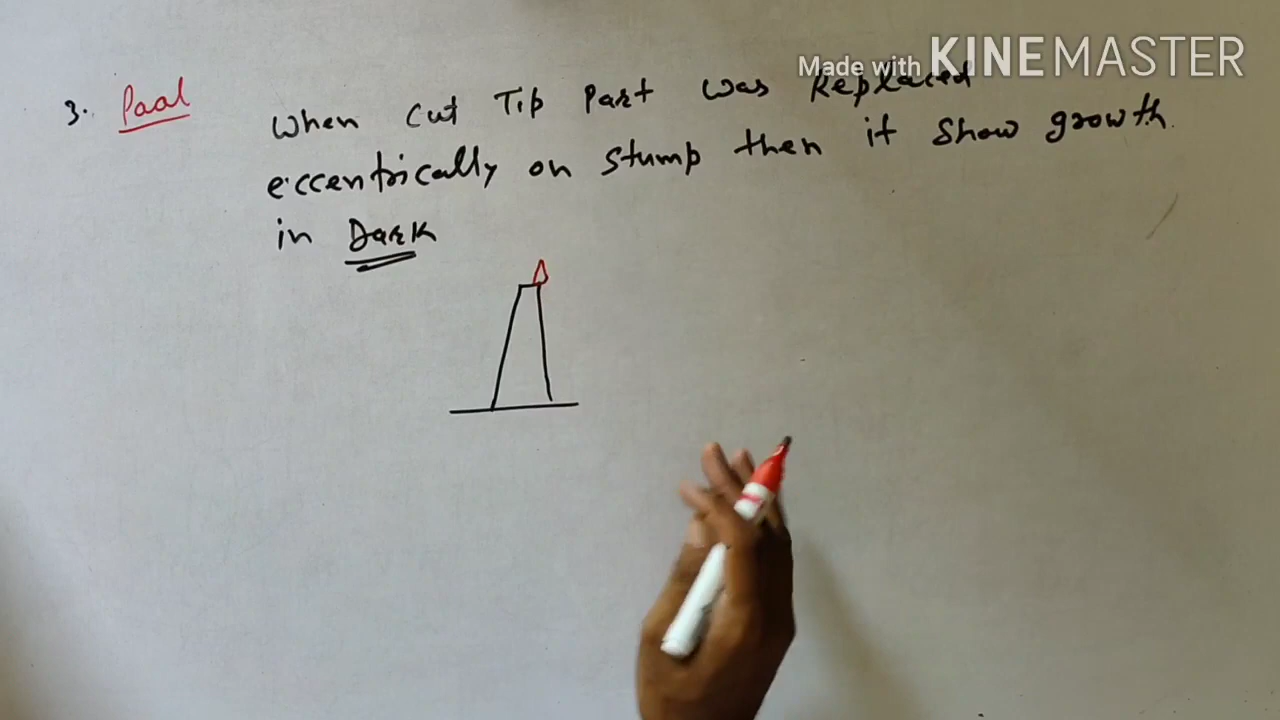 Made with KINEMASTER
3. Paal When cut Tip Part was Replaced
eccentrically on stump then it show growth
in Dark